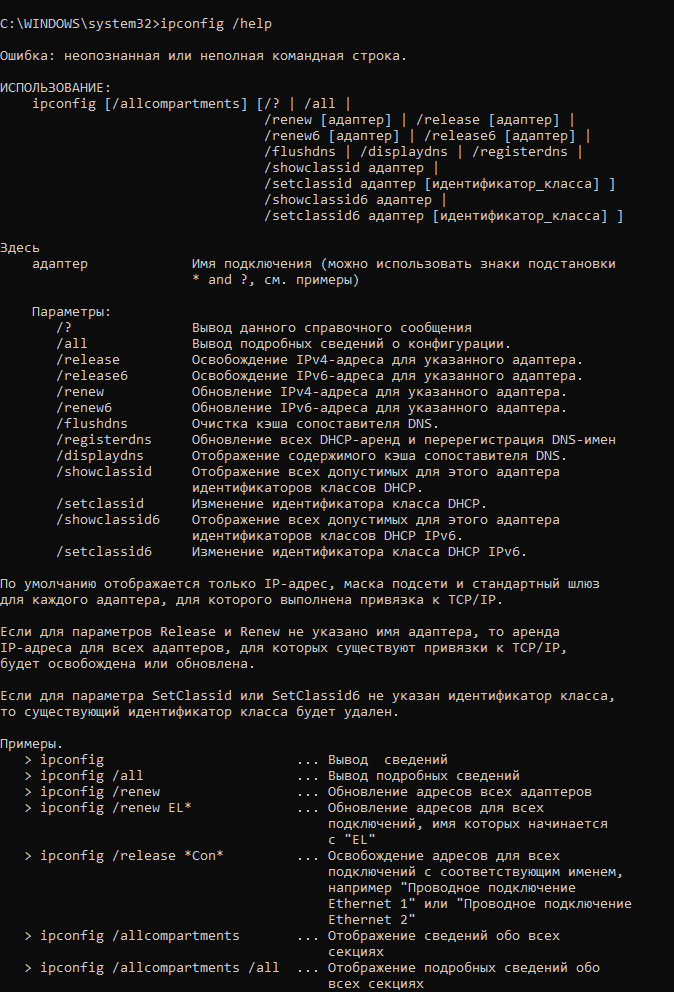 C:\WINDOWS\system32>ipconfig /help
Ошибка: неопознанная или неполная командная строка.
ИСПОЛЬЗОВАНИЕ:
    ipconfig [/allcompartments] [/? | /all |
                                 /renew [адаптер] | /release [адаптер] |
                                 /renew6 [адаптер] | /release6 [адаптер] |
                                 /flushdns | /displaydns | /registerdns |
                                 /showclassid адаптер |
                                 /setclassid адаптер [идентификатор_класса] ]
                                 /showclassid6 адаптер |
                                 /setclassid6 адаптер [идентификатор_класса] ]
Здесь
    адаптер             Имя подключения (можно использовать знаки подстановки
                        * and ?, см. примеры)
    Параметры:
       /?               Вывод данного справочного сообщения
       /all             Вывод подробных сведений о конфигурации.
       /release         Освобождение IPv4-адреса для указанного адаптера.
       /release6        Освобождение IPv6-адреса для указанного адаптера.
       /renew           Обновление IPv4-адреса для указанного адаптера.
       /renew6          Обновление IPv6-адреса для указанного адаптера.
       /flushdns        Очистка кэша сопоставителя DNS.
       /registerdns     Обновление всех DHCP-аренд и перерегистрация DNS-имен
       /displaydns      Отображение содержимого кэша сопоставителя DNS.
       /showclassid     Отображение всех допустимых для этого адаптера
                        идентификаторов классов DHCP.
       /setclassid      Изменение идентификатора класса DHCP.
       /showclassid6    Отображение всех допустимых для этого адаптера
                        идентификаторов классов DHCP IPv6.
       /setclassid6     Изменение идентификатора класса DHCP IPv6.
По умолчанию отображается только IP-адрес, маска подсети и стандартный шлюз
для каждого адаптера, для которого выполнена привязка к TCP/IP.
Если для параметров Release и Renew не указано имя адаптера, то аренда
IP-адреса для всех адаптеров, для которых существуют привязки к TCP/IP,
будет освобождена или обновлена.
Если для параметра SetClassid или SetClassid6 не указан идентификатор класса,
то существующий идентификатор класса будет удален.
Примеры.
   > ipconfig                        ... Вывод  сведений
   > ipconfig /all                   ... Вывод подробных сведений
   > ipconfig /renew                 ... Обновление адресов всех адаптеров
   > ipconfig /renew EL*             ... Обновление адресов для всех
                                         подключений, имя которых начинается
                                         с "EL"
   > ipconfig /release *Con*         ... Освобождение адресов для всех
                                         подключений с соответствующим именем,
                                         например "Проводное подключение
                                         Ethernet 1" или "Проводное подключение
                                         Ethernet 2"
   > ipconfig /allcompartments       ... Отображение сведений обо всех
                                         секциях
   > ipconfig /allcompartments /all  ... Отображение подробных сведений обо
                                         всех секциях